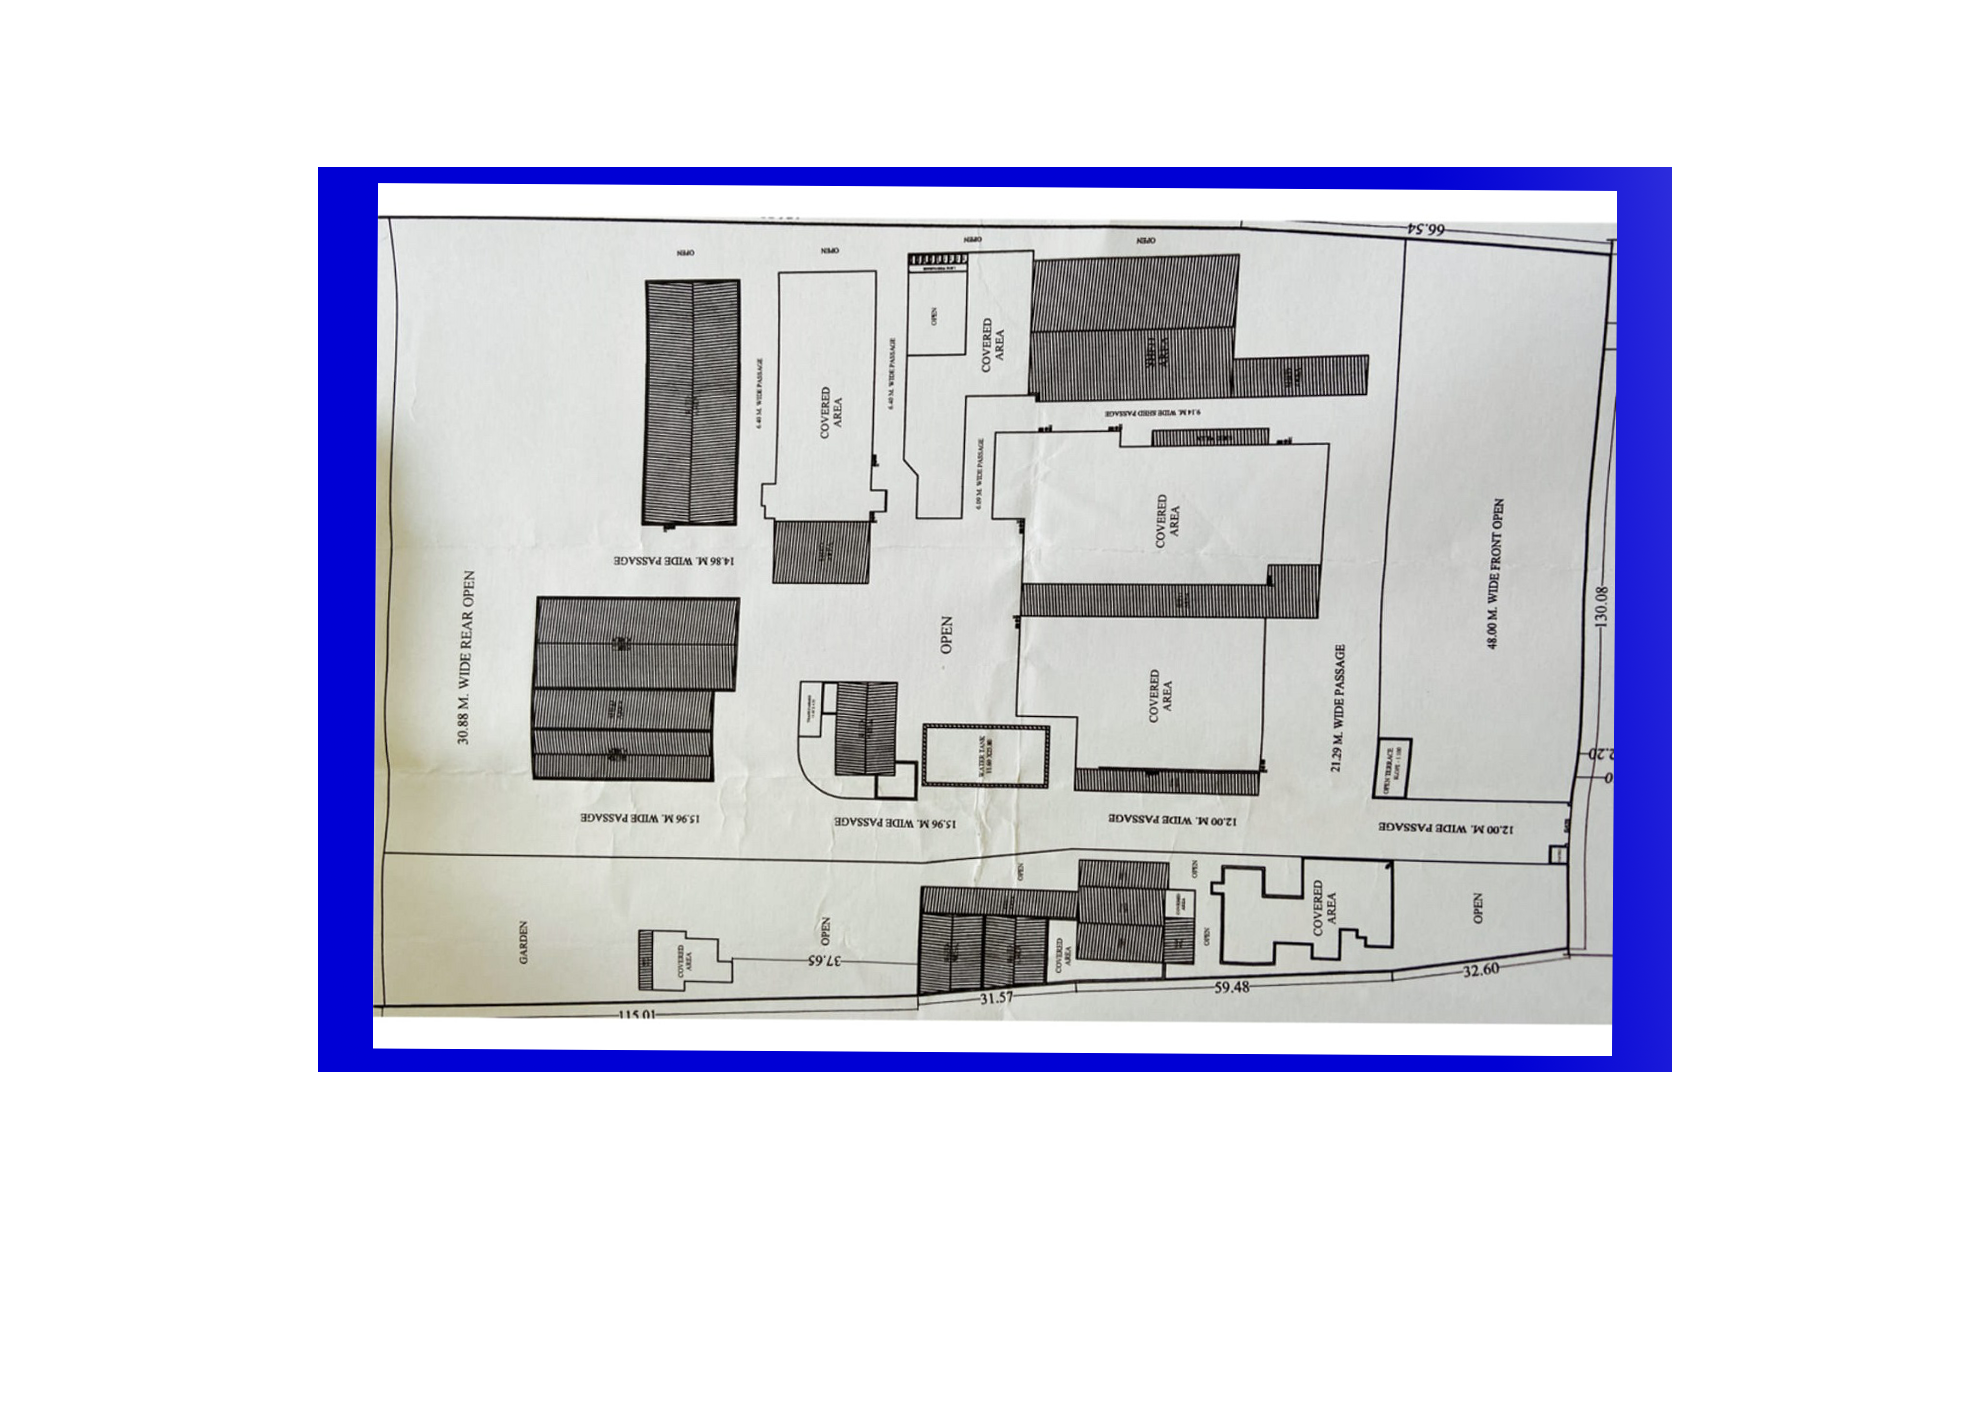 66.54
OPEN
OPEN
OPEN
OPEN
OPEN
COVERED
AREA
6.40 M. WIDE PASSAGE
6.40 M. WIDE PASSAGE
COVERED
AREA
9.14 M. WIDE SHED PASSAGE
6.09 M. WIDE PASSAGE
COVERED
AREA
14.86 M. WIDE PASSAGE
30.88 M. WIDE REAR OPEN
OPEN
48.00 M. WIDE FRONT OPEN
130.08
COVERED
AREA
21.29 M. WIDE PASSAGE
WATER TANK
OPEN TERRACE
15.96 M. WIDE PASSAGE
15.96 M. WIDE PASSAGE
12.00 M. WIDE PASSAGE
12.00 M. WIDE PASSAGE
GARDEN
COVERED
AREA
OPEN
37.65
OPEN
COVERED
AREA
OPEN
COVERED
AREA
OPEN
COVERED
AREA
OPEN
115.01
31.57
59.48
32.60